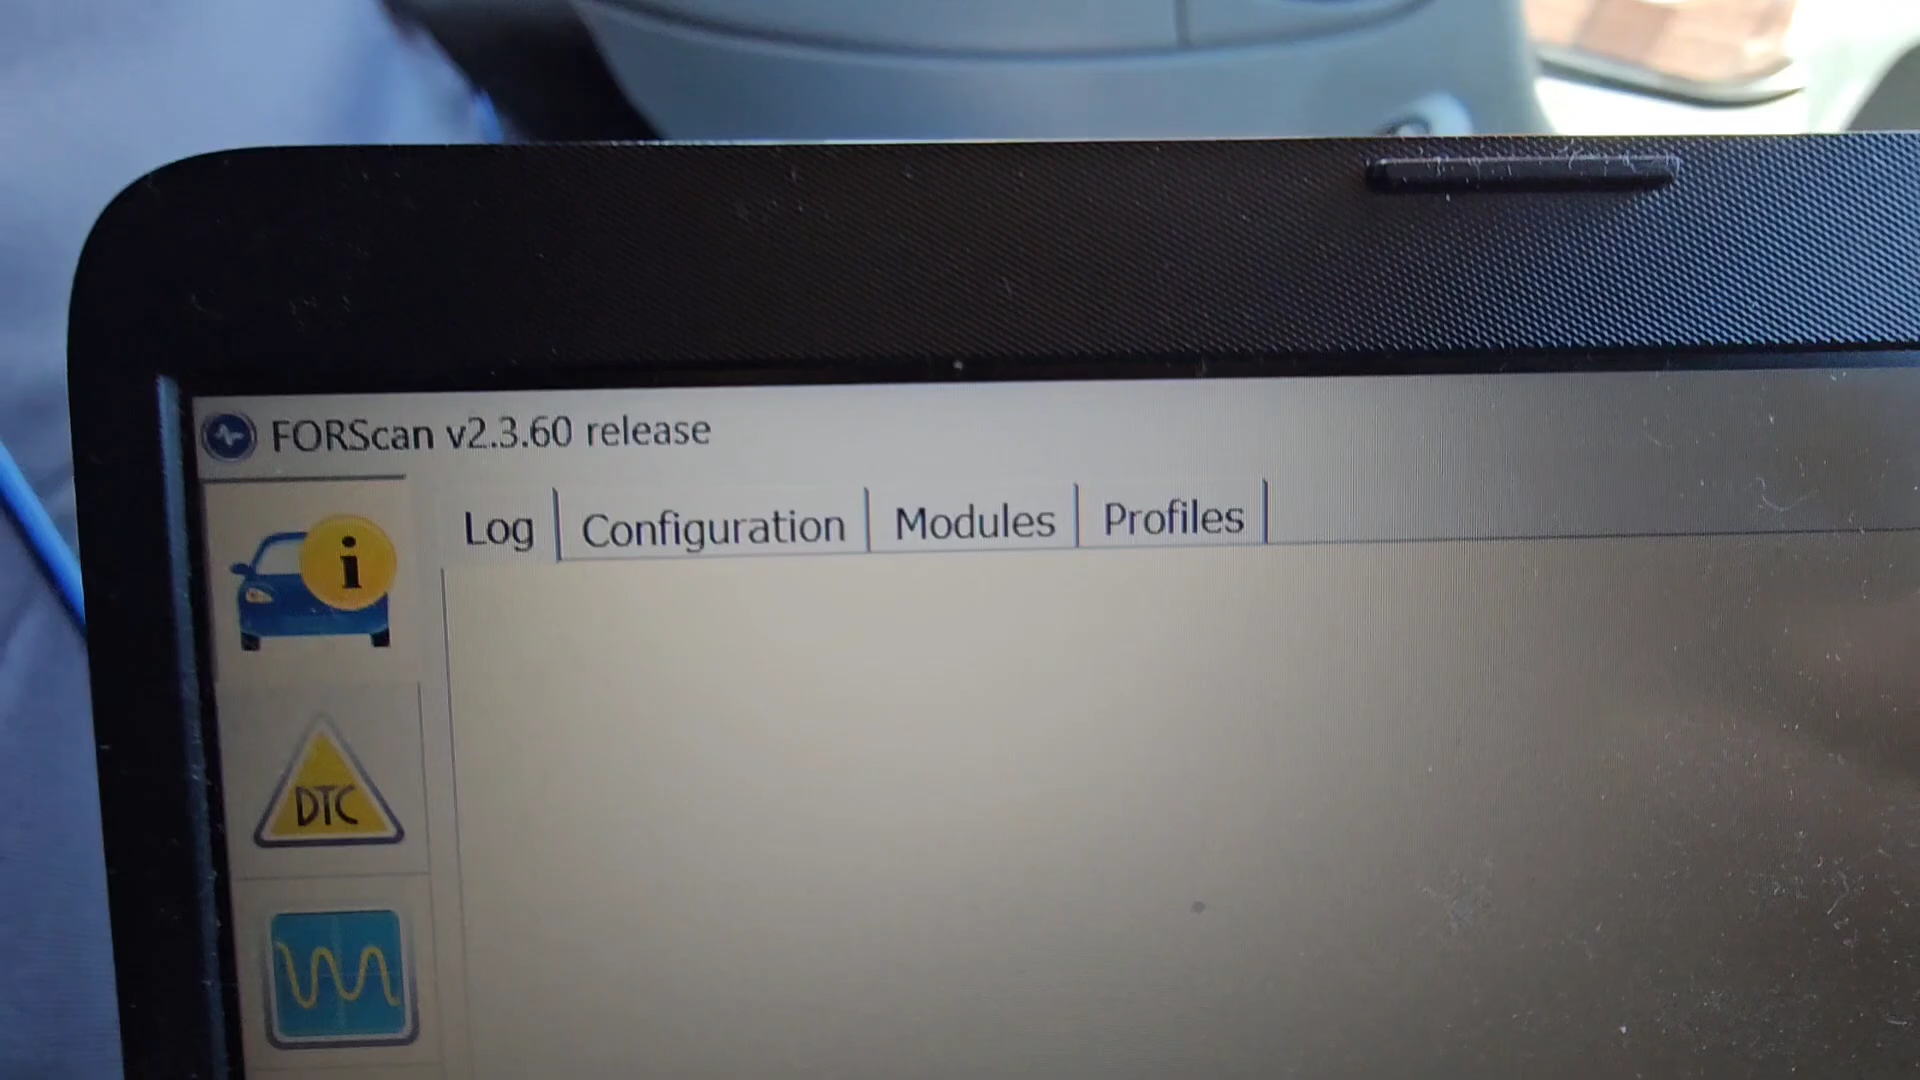 FORScan v2.3.60 release
Log Configuration Modules Profiles
i
DTC